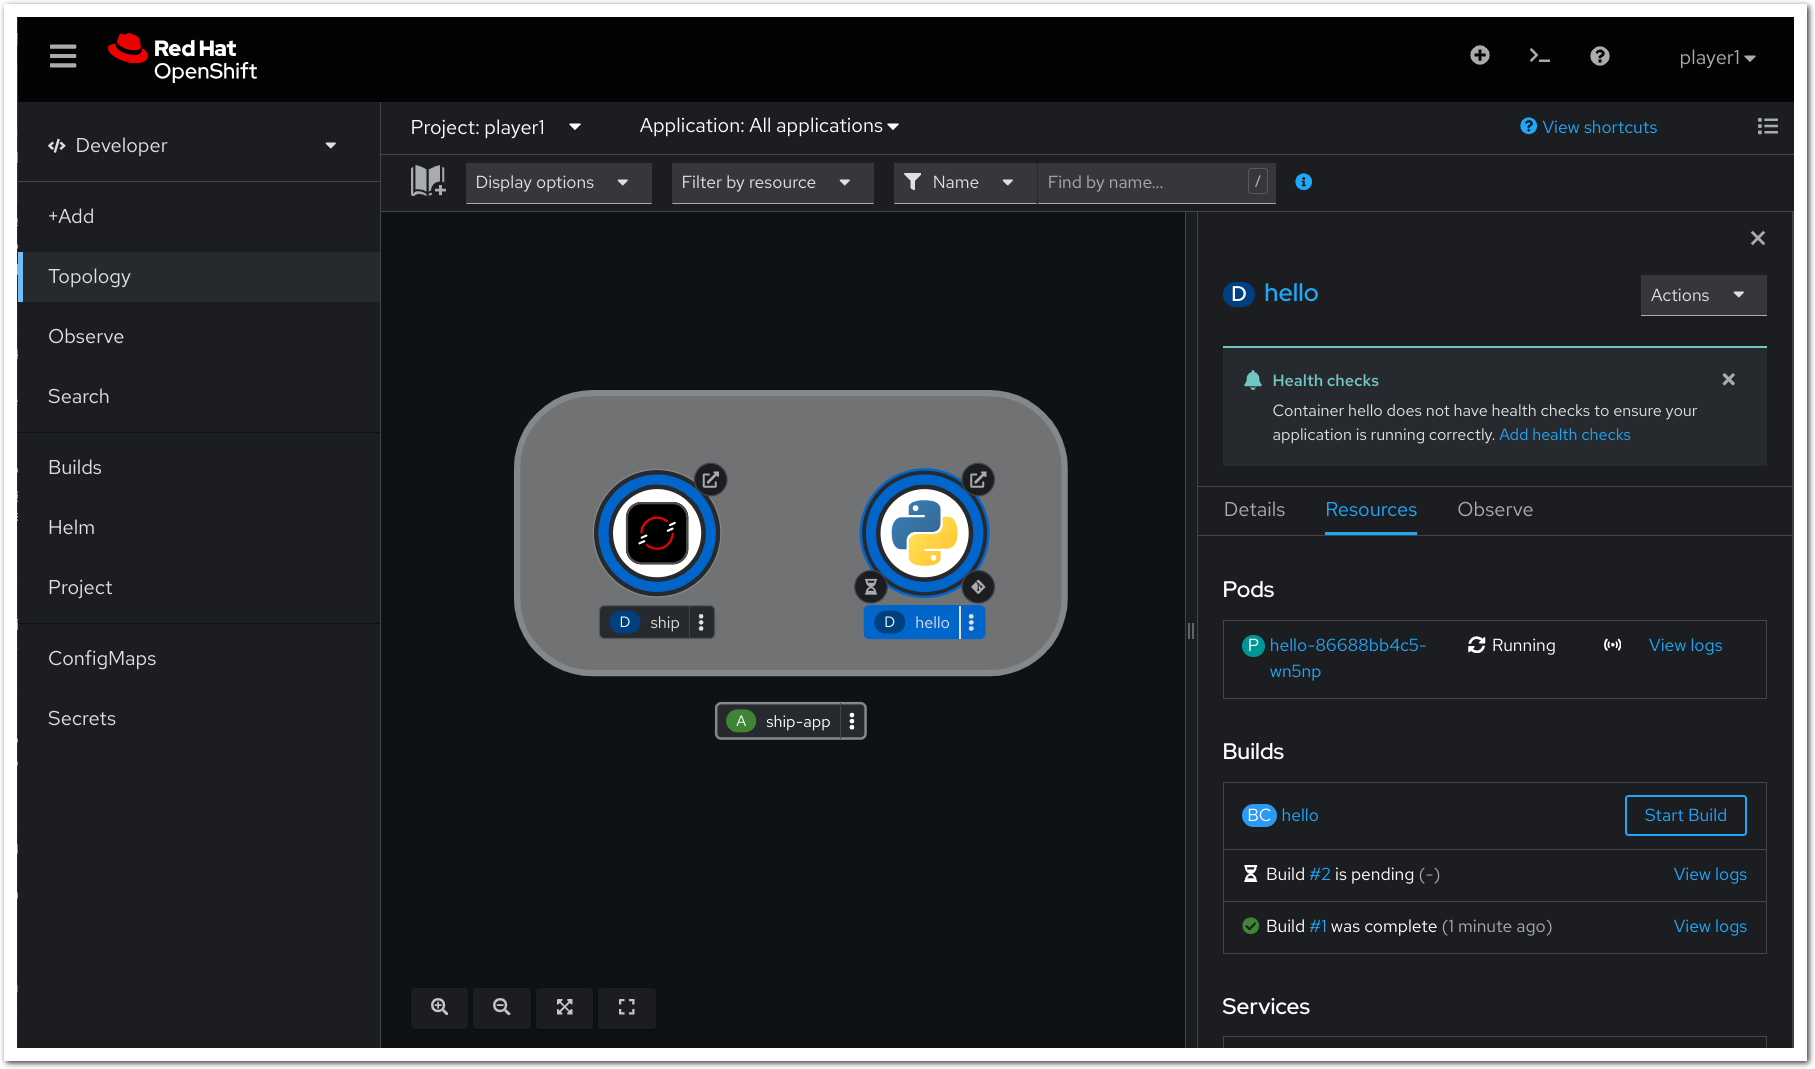 Red Hat
OpenShift
player1
Developer
+Add
Topology
Observe
Search
Builds
Helm
Project
ConfigMaps
Secrets
Project: player1
Application: All applications
View shortcuts
Display options
Filter by resource
Name
Find by name...
/
ship
hello
D ship
D hello
A ship-app
D hello
Actions
Health checks
Container hello does not have health checks to ensure your
application is running correctly. Add health checks
Details
Resources
Observe
Pods
P hello-86688bb4c5-
wn5np
Running
View logs
Builds
BC hello
Start Build
Build #2 is pending (-)
View logs
Build #1 was complete (1 minute ago)
View logs
Services